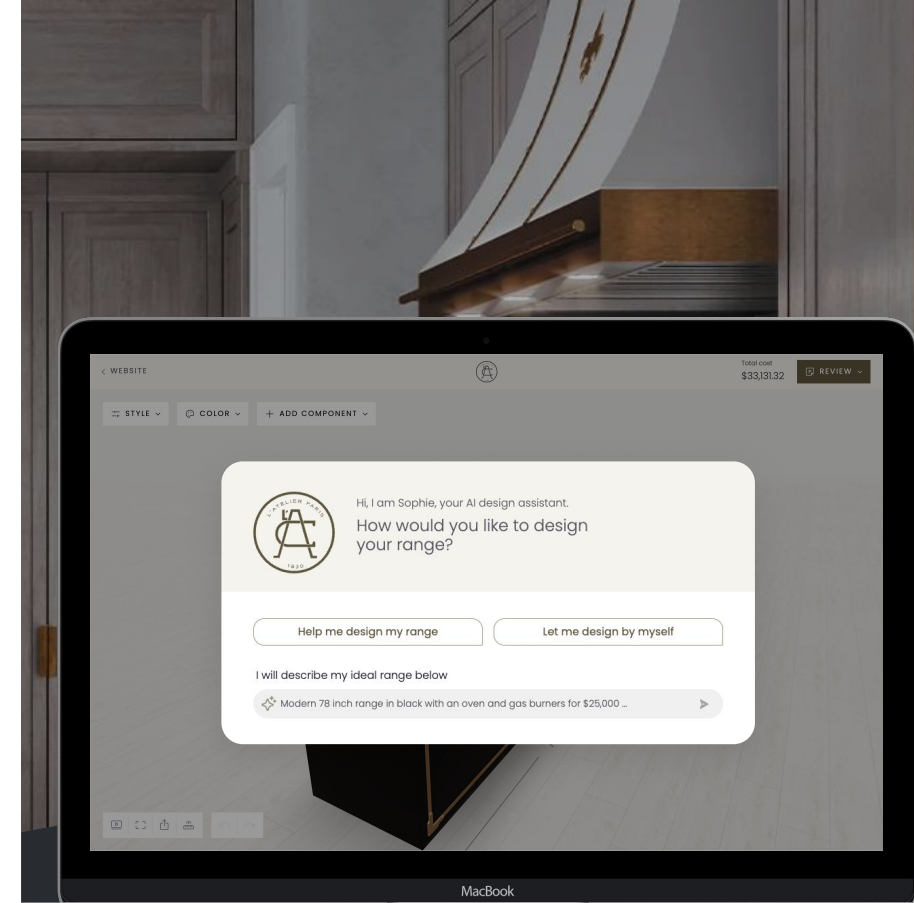 WEBSITE
Total cost
$33,131.32
REVIEW
STYLE
COLOR
+ ADD COMPONENT
L'ATELIER PARIS
1830
Hi, I am Sophie, your AI design assistant.
How would you like to design
your range?
Help me design my range
Let me design by myself
I will describe my ideal range below
Modern 78 inch range in black with an oven and gas burners for $25,000 ...
MacBook